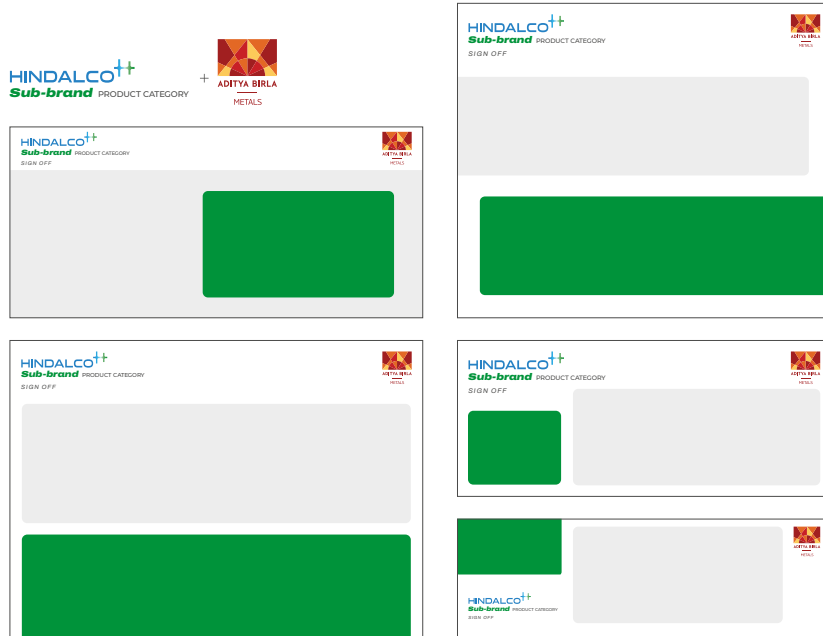 HINDALCO
Sub-brand PRODUCT CATEGORY
+
ADITYA BIRLA
METALS
HINDALCO
Sub-brand PRODUCT CATEGORY
SIGN OFF
ADITYA BIRLA
METALS
HINDALCO
Sub-brand PRODUCT CATEGORY
SIGN OFF
ADITYA BIRLA
METALS
HINDALCO
Sub-brand PRODUCT CATEGORY
SIGN OFF
ADITYA BIRLA
METALS
HINDALCO
Sub-brand PRODUCT CATEGORY
SIGN OFF
ADITYA BIRLA
METALS
ADITYA BIRLA
METALS
HINDALCO
Sub-brand PRODUCT CATEGORY
SIGN OFF